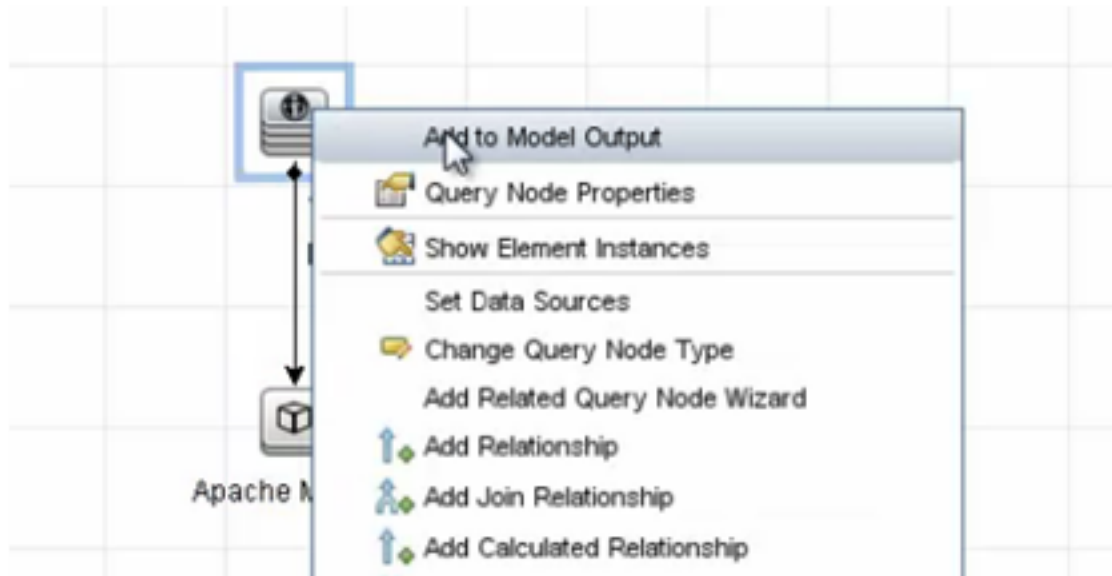 Add to Model Output
Query Node Properties
Show Element Instances
Set Data Sources
Change Query Node Type
Add Related Query Node Wizard
Add Relationship
Apache
Add Join Relationship
Add Calculated Relationship